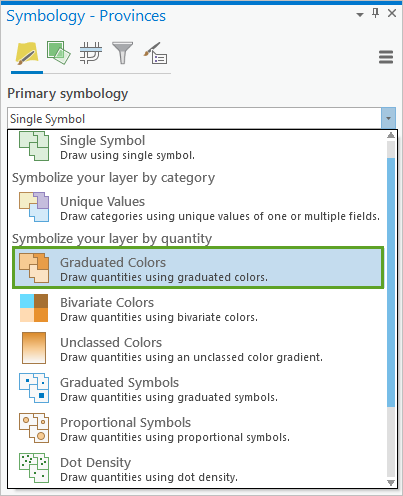 Symbology - Provinces
Primary symbology
Single Symbol
Single Symbol
Draw using single symbol.
Symbolize your layer by category
Unique Values
Draw categories using unique values of one or multiple fields.
Symbolize your layer by quantity
Graduated Colors
Draw quantities using graduated colors.
Bivariate Colors
Draw quantities using bivariate colors.
Unclassed Colors
Draw quantities using an unclassed color gradient.
Graduated Symbols
Draw quantities using graduated symbols.
Proportional Symbols
Draw quantities using proportional symbols.
Dot Density
Draw quantities using dot density.